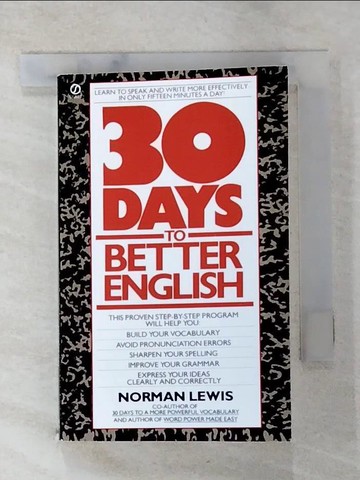 LEARN TO SPEAK AND WRITE MORE EFFECTIVELY
IN ONLY FIFTEEN MINUTES A DAY!
30
DAYS
TO
BETTER
ENGLISH
THIS PROVEN STEP-BY-STEP PROGRAM
WILL HELP YOU:
BUILD YOUR VOCABULARY
AVOID PRONUNCIATION ERRORS
SHARPEN YOUR SPELLING
IMPROVE YOUR GRAMMAR
EXPRESS YOUR IDEAS
CLEARLY AND CORRECTLY
NORMAN LEWIS
CO-AUTHOR OF
30 DAYS TO A MORE POWERFUL VOCABULARY
AND AUTHOR OF WORD POWER MADE EASY